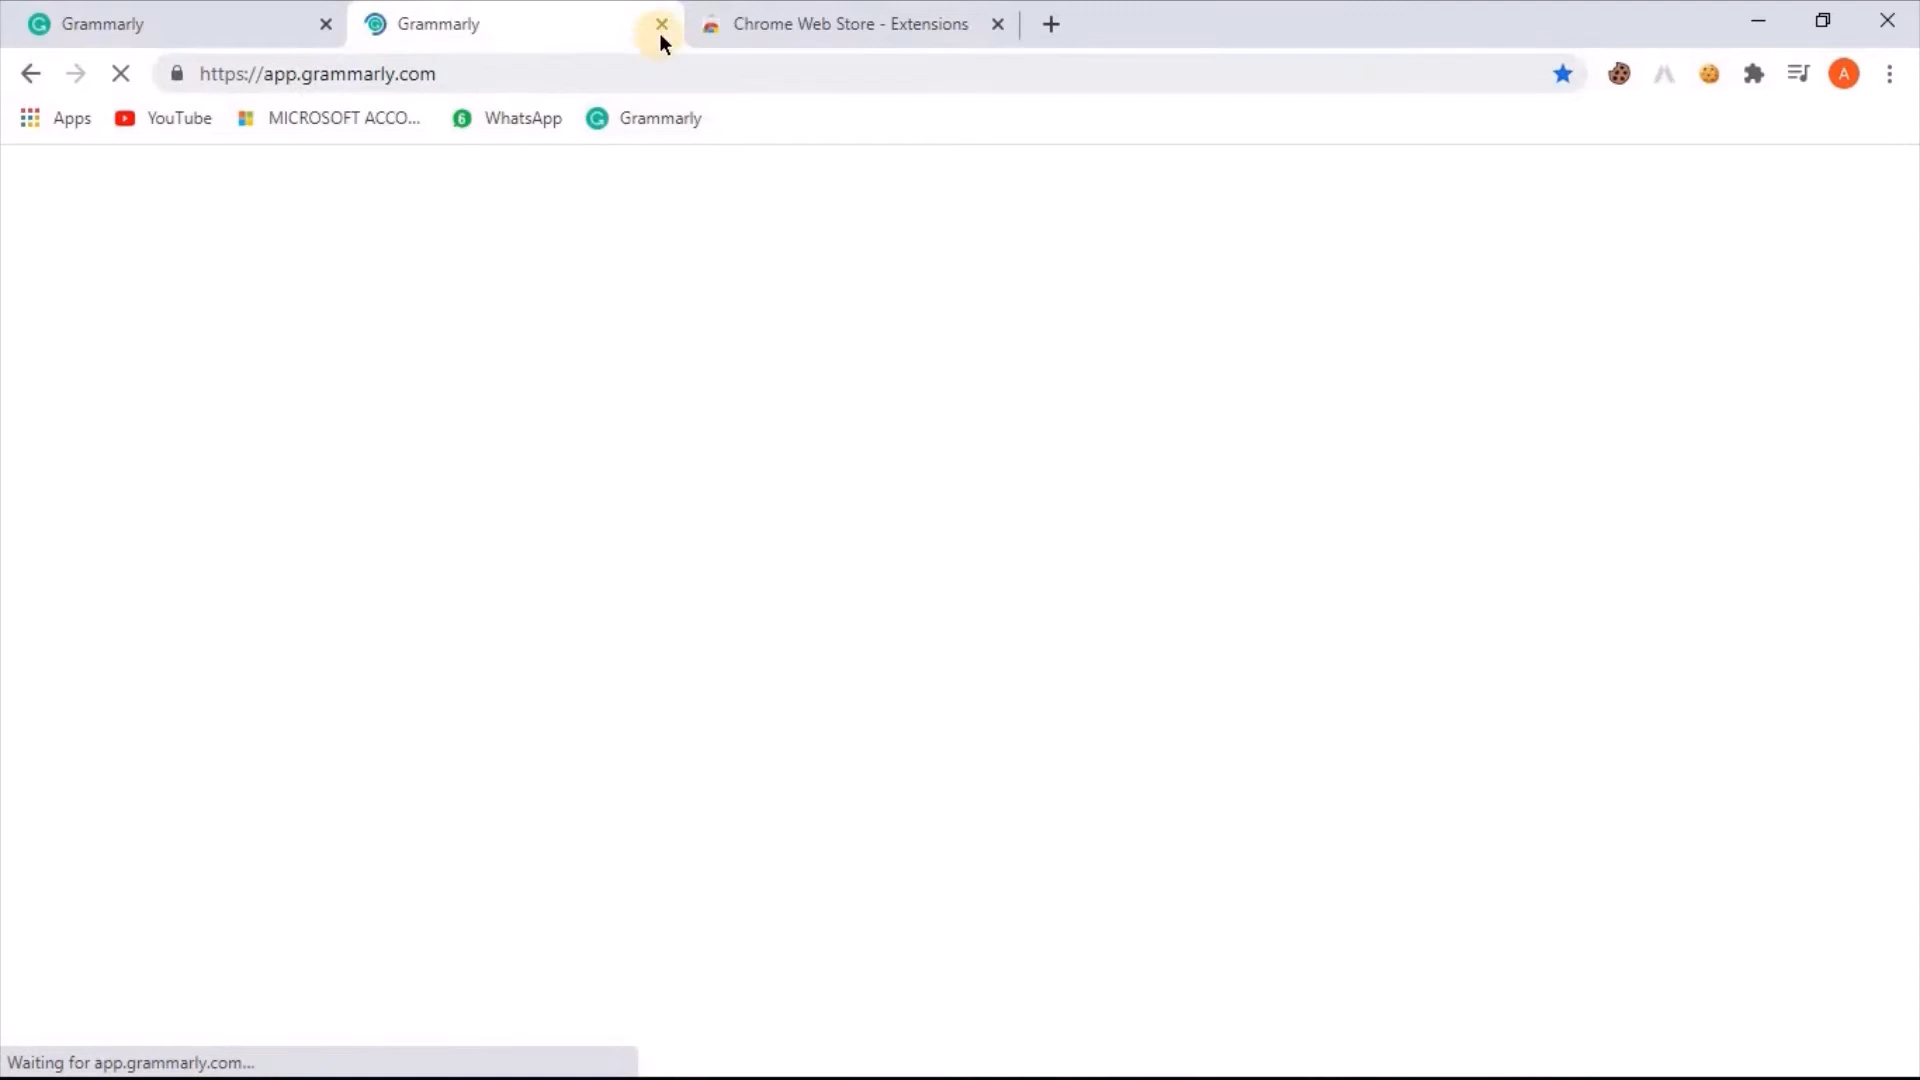 Grammarly
Grammarly
Chrome Web Store - Extensions
https://app.grammarly.com
A
Apps
YouTube
MICROSOFT ACCO...
6
WhatsApp
Grammarly
Waiting for app.grammarly.com...